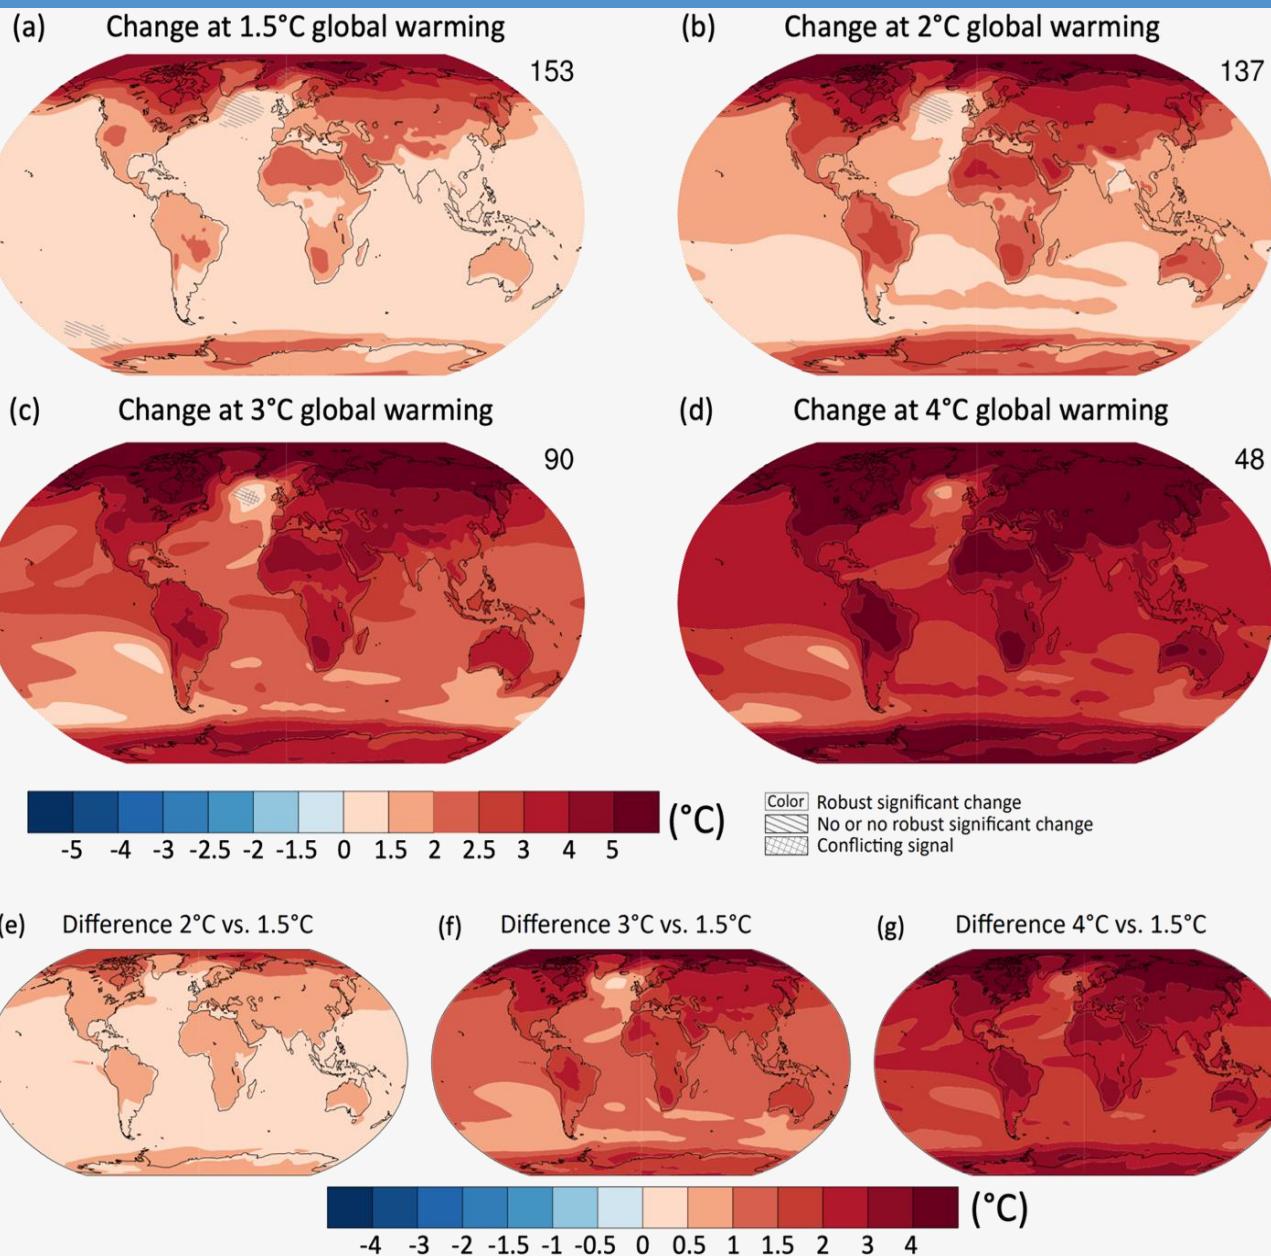 (a) Change at 1.5°C global warming
153
(b) Change at 2°C global warming
137
(c) Change at 3°C global warming
90
(d) Change at 4°C global warming
48
-5 -4 -3 -2.5 -2 -1.5 0 1.5 2 2.5 3 4 5 (°C)
Color Robust significant change
No or no robust significant change
Conflicting signal
(e) Difference 2°C vs. 1.5°C
(f) Difference 3°C vs. 1.5°C
(g) Difference 4°C vs. 1.5°C
-4 -3 -2 -1.5 -1 -0.5 0 0.5 1 1.5 2 3 4 (°C)